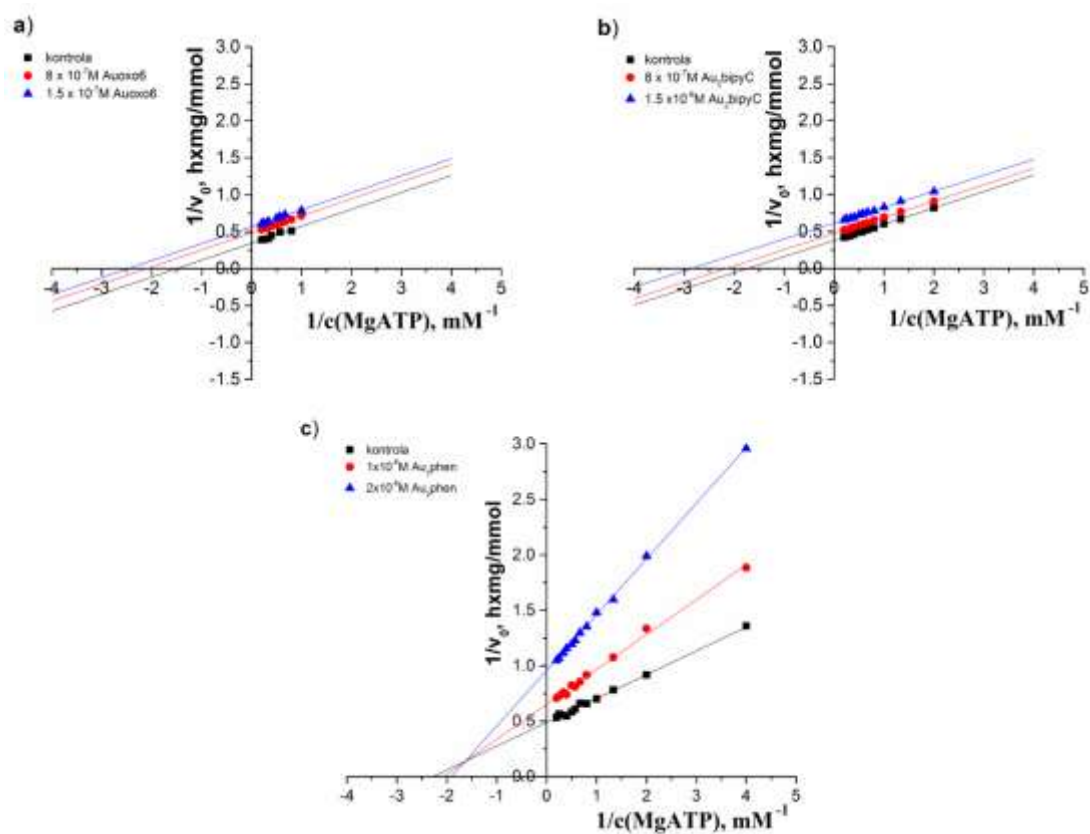 a)
kontrola
8 x 10⁻⁷M Auoxo6
1.5 x 10⁻⁷M Auoxo6
1/v₀, hxmg/mmol
3.0
2.5
2.0
1.5
1.0
0.5
0.0
-0.5
-1.0
-1.5
-4 -3 -2 -1 0 1 2 3 4 5
1/c(MgATP), mM⁻¹
b)
kontrola
8 x 10⁻⁷M Au₂bipyC
1.5 x10⁻⁶M Au₂bipyC
1/v₀, hxmg/mmol
3.0
2.5
2.0
1.5
1.0
0.5
0.0
-0.5
-1.0
-1.5
-4 -3 -2 -1 0 1 2 3 4 5
1/c(MgATP), mM⁻¹
c)
kontrola
1x10⁻⁶M Au₂phen
2x10⁻⁶M Au₂phen
1/v₀, hxmg/mmol
3.0
2.5
2.0
1.5
1.0
0.5
0.0
-4 -3 -2 -1 0 1 2 3 4 5
1/c(MgATP), mM⁻¹